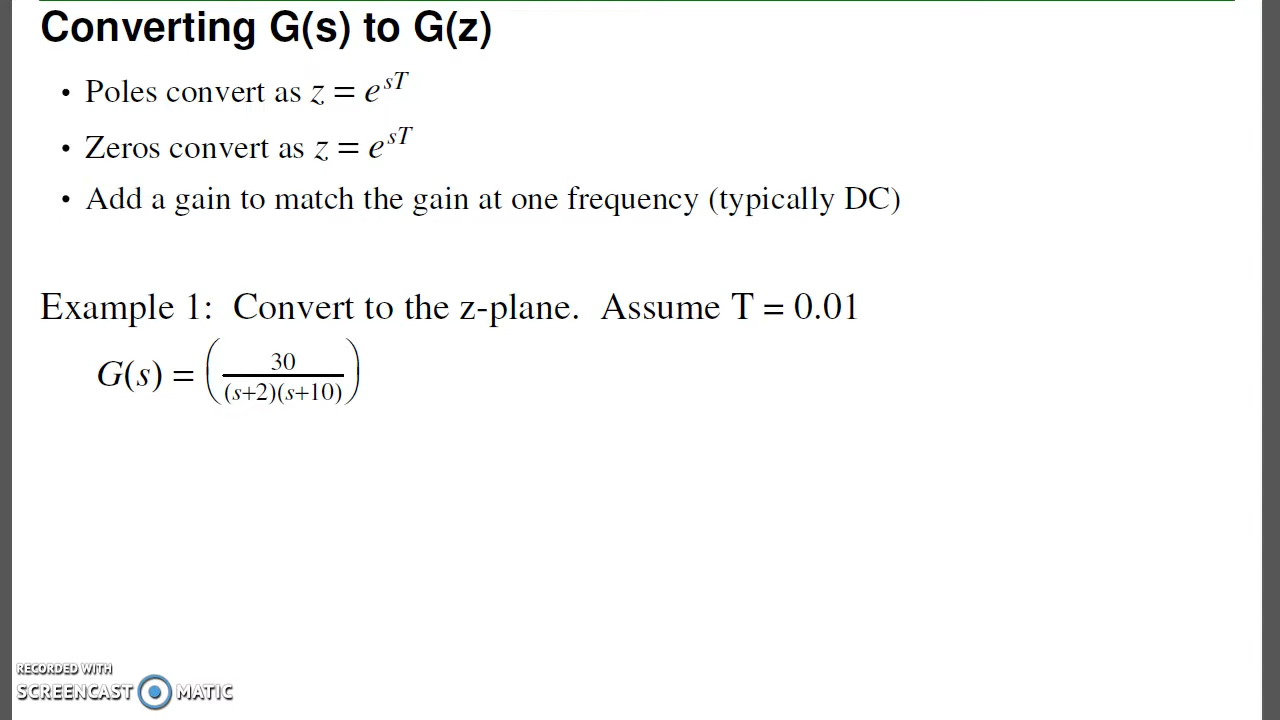 Converting G(s) to G(z)
• Poles convert as z = e^{sT}
• Zeros convert as z = e^{sT}
• Add a gain to match the gain at one frequency (typically DC)
Example 1:  Convert to the z-plane.  Assume T = 0.01
G(s) = (30 / ((s+2)(s+10)))
RECORDED WITH
SCREENCAST MATIC